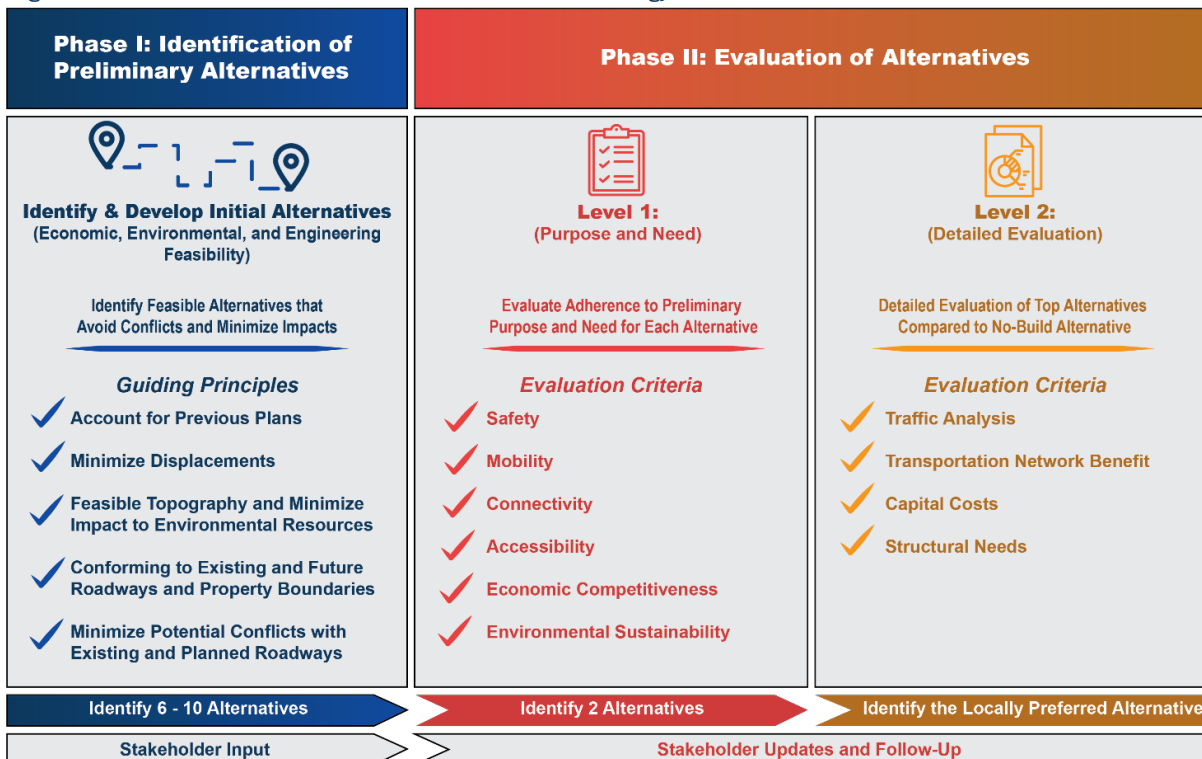 Phase I: Identification of
Preliminary Alternatives
Phase II: Evaluation of Alternatives
Identify & Develop Initial Alternatives
(Economic, Environmental, and Engineering
Feasibility)
Identify Feasible Alternatives that
Avoid Conflicts and Minimize Impacts
Guiding Principles
Account for Previous Plans
Minimize Displacements
Feasible Topography and Minimize
Impact to Environmental Resources
Conforming to Existing and Future
Roadways and Property Boundaries
Minimize Potential Conflicts with
Existing and Planned Roadways
Level 1:
(Purpose and Need)
Evaluate Adherence to Preliminary
Purpose and Need for Each Alternative
Evaluation Criteria
Safety
Mobility
Connectivity
Accessibility
Economic Competitiveness
Environmental Sustainability
Level 2:
(Detailed Evaluation)
Detailed Evaluation of Top Alternatives
Compared to No-Build Alternative
Evaluation Criteria
Traffic Analysis
Transportation Network Benefit
Capital Costs
Structural Needs
Identify 6 - 10 Alternatives
Identify 2 Alternatives
Identify the Locally Preferred Alternative
Stakeholder Input
Stakeholder Updates and Follow-Up